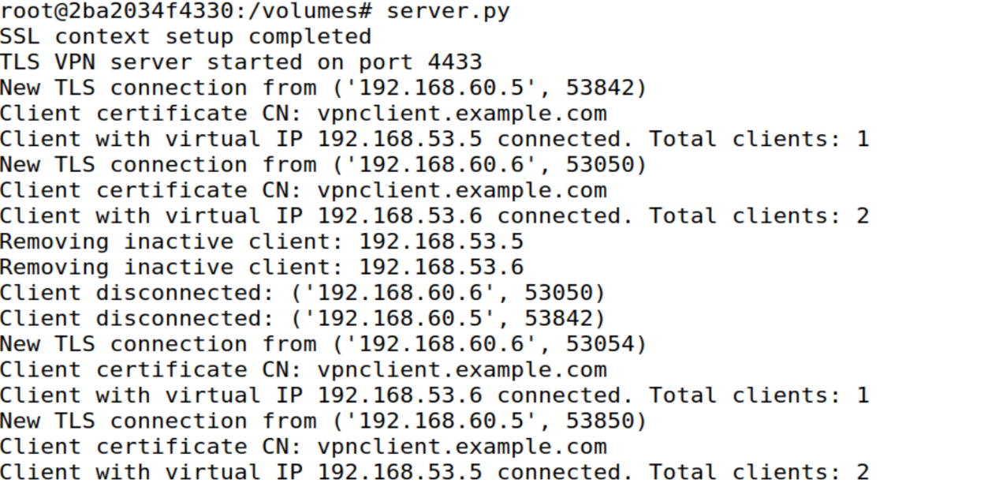 root@2ba2034f4330:/volumes# server.py
SSL context setup completed
TLS VPN server started on port 4433
New TLS connection from ('192.168.60.5', 53842)
Client certificate CN: vpnclient.example.com
Client with virtual IP 192.168.53.5 connected. Total clients: 1
New TLS connection from ('192.168.60.6', 53050)
Client certificate CN: vpnclient.example.com
Client with virtual IP 192.168.53.6 connected. Total clients: 2
Removing inactive client: 192.168.53.5
Removing inactive client: 192.168.53.6
Client disconnected: ('192.168.60.6', 53050)
Client disconnected: ('192.168.60.5', 53842)
New TLS connection from ('192.168.60.6', 53054)
Client certificate CN: vpnclient.example.com
Client with virtual IP 192.168.53.6 connected. Total clients: 1
New TLS connection from ('192.168.60.5', 53850)
Client certificate CN: vpnclient.example.com
Client with virtual IP 192.168.53.5 connected. Total clients: 2